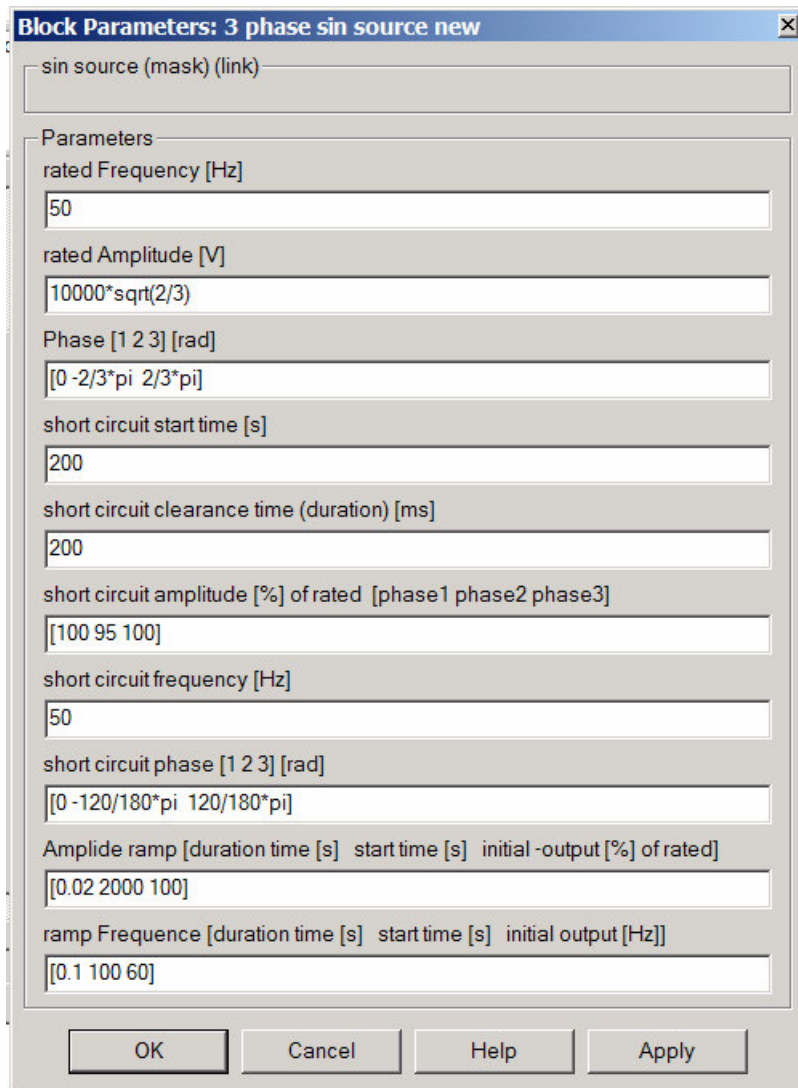 Block Parameters: 3 phase sin source new
sin source (mask) (link)
Parameters
rated Frequency [Hz]
50
rated Amplitude [V]
10000*sqrt(2/3)
Phase [1 2 3] [rad]
[0 -2/3*pi 2/3*pi]
short circuit start time [s]
200
short circuit clearance time (duration) [ms]
200
short circuit amplitude [%] of rated [phase1 phase2 phase3]
[100 95 100]
short circuit frequency [Hz]
50
short circuit phase [1 2 3] [rad]
[0 -120/180*pi 120/180*pi]
Amplide ramp [duration time [s] start time [s] initial -output [%] of rated]
[0.02 2000 100]
ramp Frequence [duration time [s] start time [s] initial output [Hz]]
[0.1 100 60]
OK Cancel Help Apply